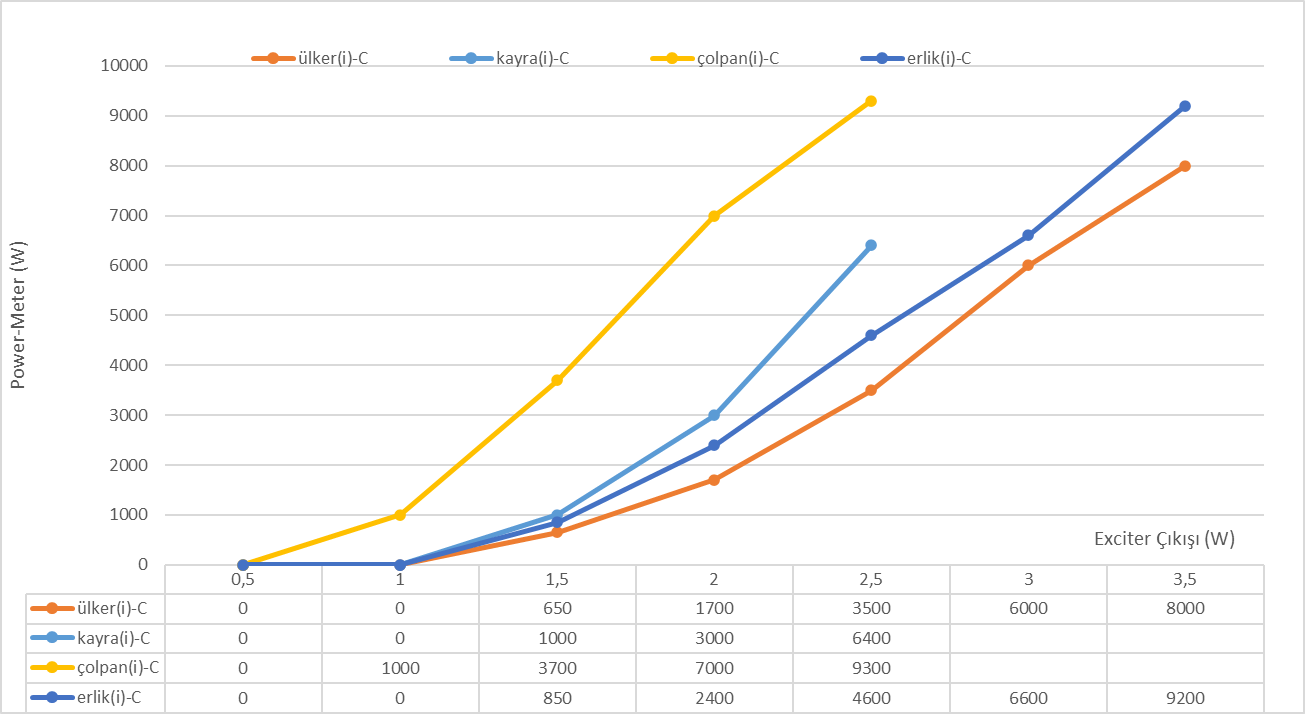 ülker(i)-C kayra(i)-C çolpan(i)-C erlik(i)-C
10000
9000
8000
7000
6000
5000
4000
3000
2000
1000
0
Power-Meter (W)
Exciter Çıkışı (W)
0,5 1 1,5 2 2,5 3 3,5
ülker(i)-C 0 0 650 1700 3500 6000 8000
kayra(i)-C 0 0 1000 3000 6400
çolpan(i)-C 0 1000 3700 7000 9300
erlik(i)-C 0 0 850 2400 4600 6600 9200